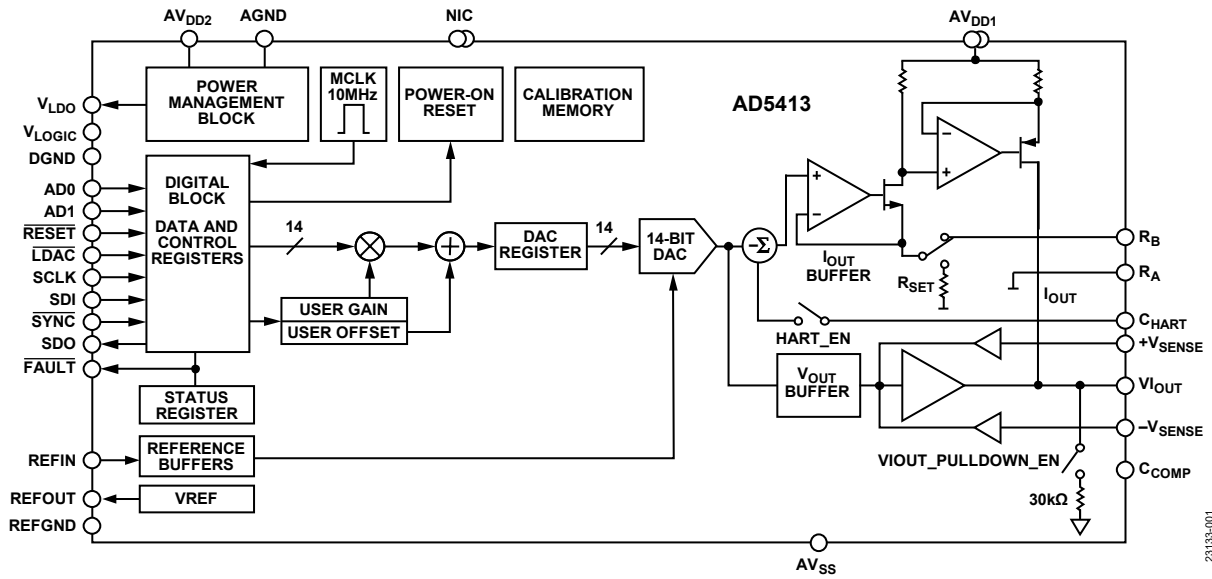 AVDD2
AGND
NIC
AVDD1
POWER
MANAGEMENT
BLOCK
MCLK
10MHz
POWER-ON
RESET
CALIBRATION
MEMORY
AD5413
VLDO
VLOGIC
DGND
AD0
AD1
RESET
LDAC
SCLK
SDI
SYNC
SDO
FAULT
DIGITAL
BLOCK
DATA AND
CONTROL
REGISTERS
14
DAC
REGISTER
14
14-BIT
DAC
−Σ
+
−
IOUT
BUFFER
−
+
RSET
RB
RA
IOUT
USER GAIN
USER OFFSET
HART_EN
CHART
+VSENSE
VOUT
BUFFER
VIOUT
−VSENSE
STATUS
REGISTER
VIOUT_PULLDOWN_EN
CCOMP
REFIN
REFERENCE
BUFFERS
REFOUT
VREF
30kΩ
REFGND
AVSS
23133-001